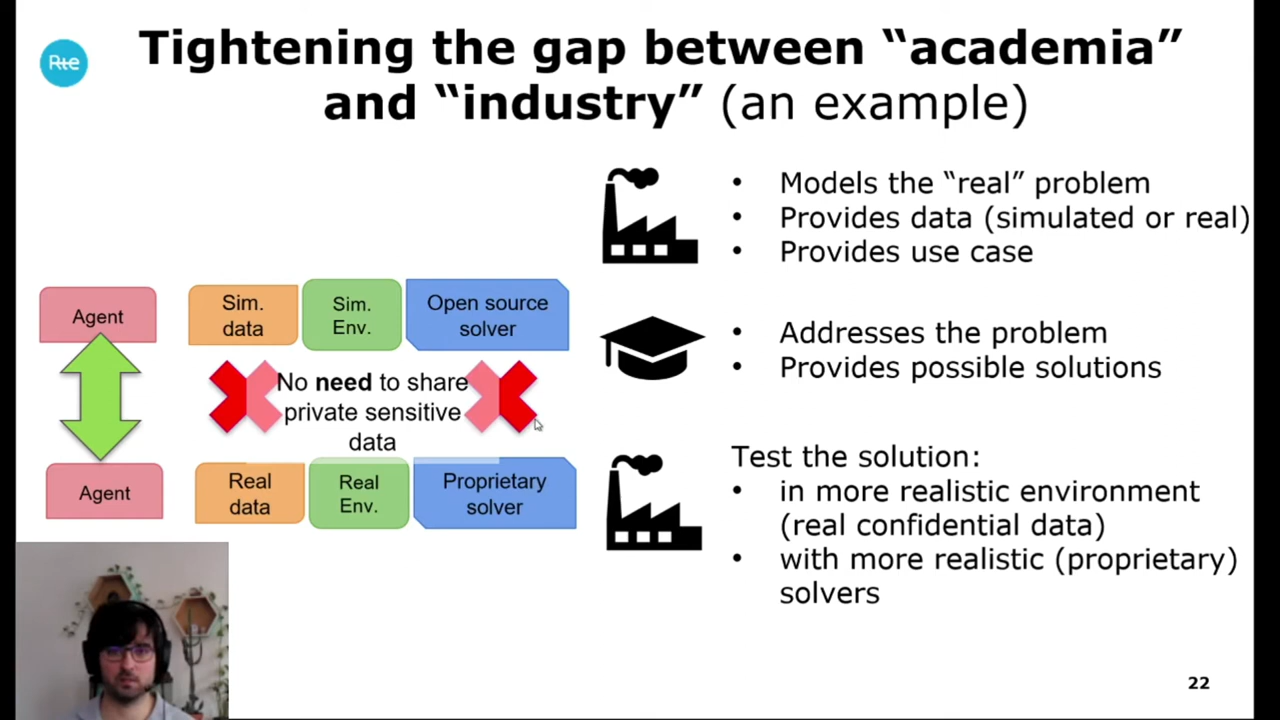 Rte
Tightening the gap between “academia”
and “industry” (an example)
• Models the “real” problem
• Provides data (simulated or real)
• Provides use case
Agent
Sim.
data
Sim.
Env.
Open source
solver
• Addresses the problem
• Provides possible solutions
No need to share
private sensitive
data
Agent
Real
data
Real
Env.
Proprietary
solver
Test the solution:
• in more realistic environment
(real confidential data)
• with more realistic (proprietary)
solvers
22